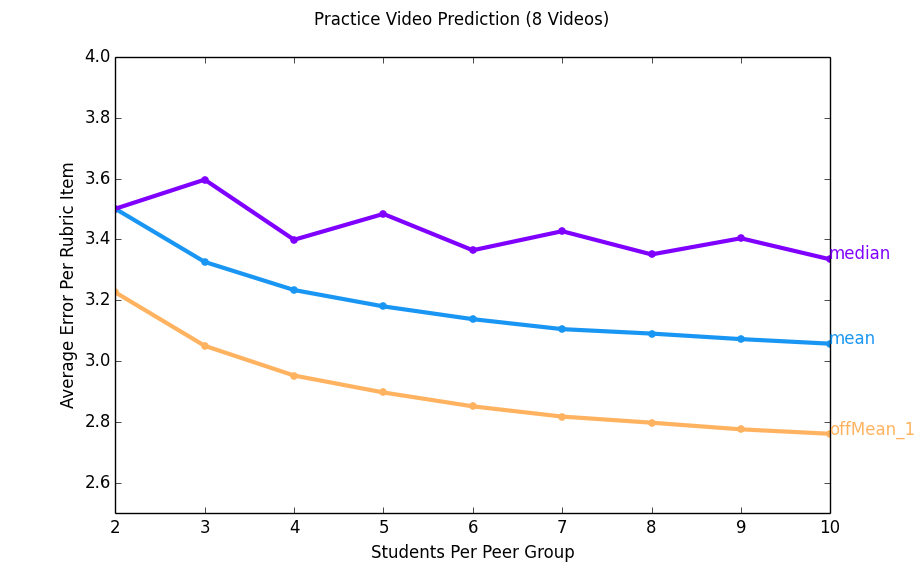 Practice Video Prediction (8 Videos)
4.0
3.8
3.6
3.4
3.2
3.0
2.8
2.6
Average Error Per Rubric Item
median
mean
offMean_1
2 3 4 5 6 7 8 9 10
Students Per Peer Group